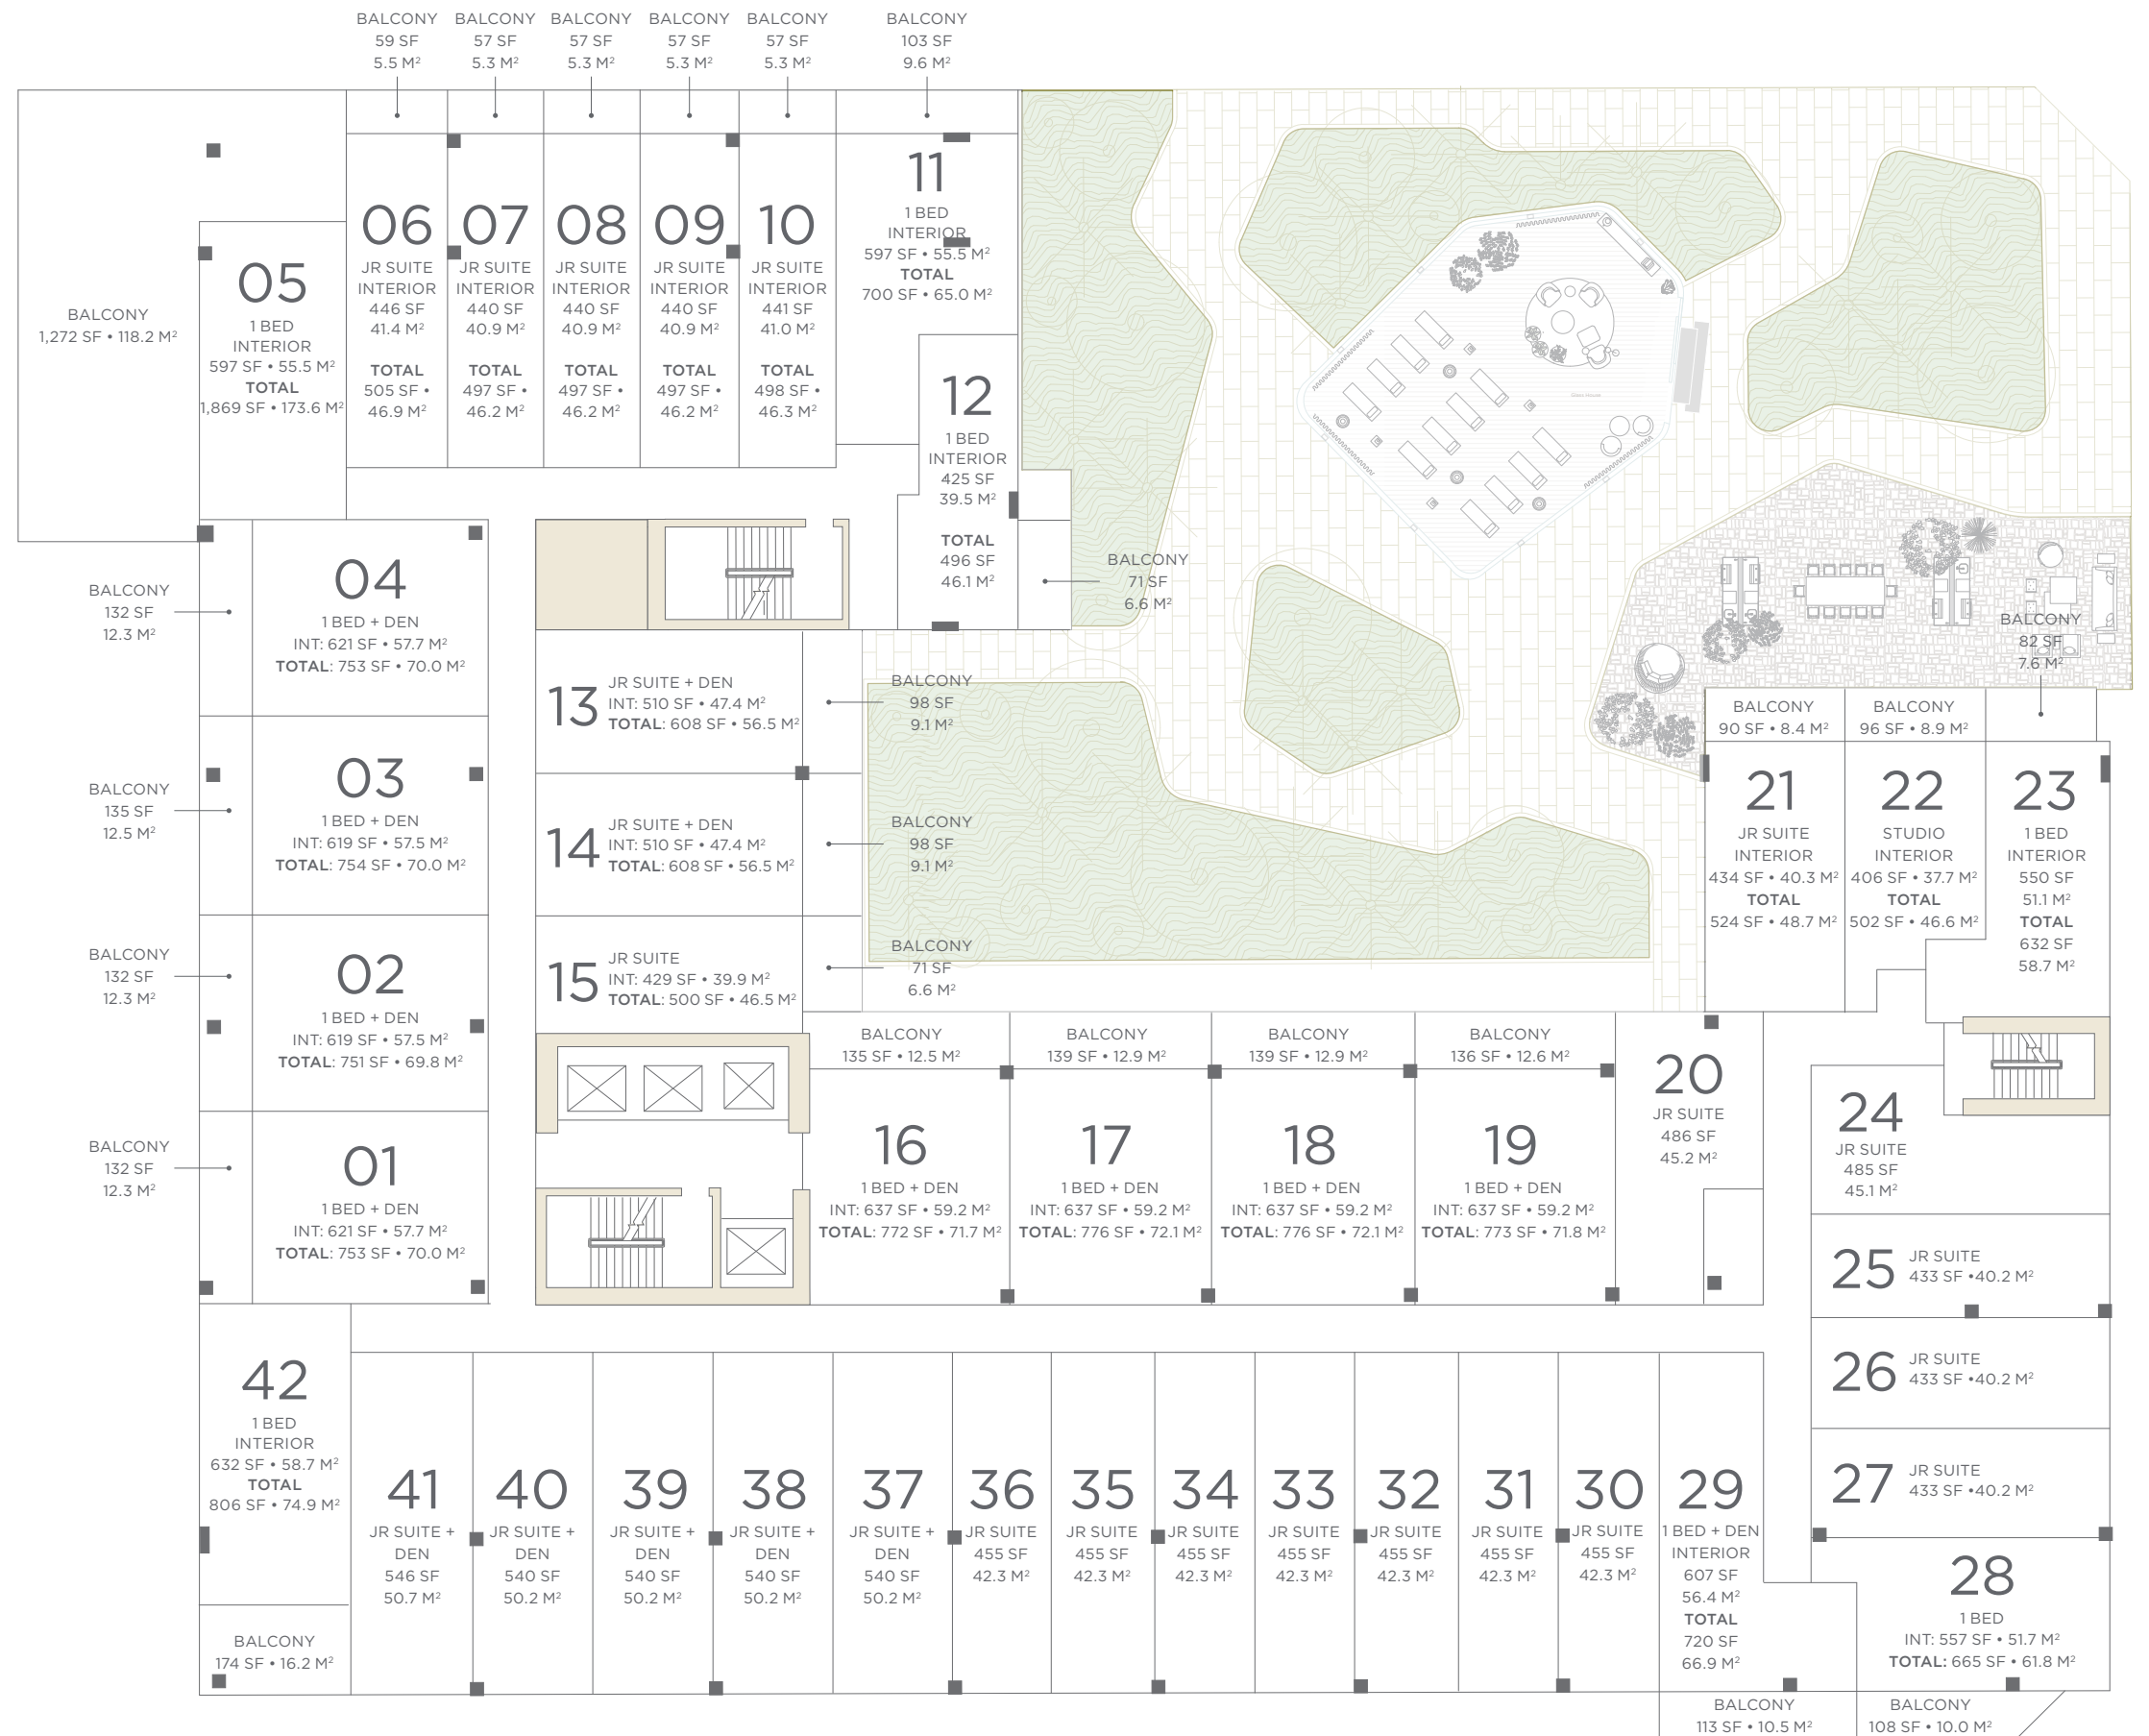 BALCONY
59 SF
5.5 M²
BALCONY
57 SF
5.3 M²
BALCONY
57 SF
5.3 M²
BALCONY
57 SF
5.3 M²
BALCONY
57 SF
5.3 M²
BALCONY
103 SF
9.6 M²
BALCONY
1,272 SF • 118.2 M²
05
1 BED
INTERIOR
597 SF • 55.5 M²
TOTAL
1,869 SF • 173.6 M²
06
JR SUITE
INTERIOR
446 SF
41.4 M²
TOTAL
505 SF •
46.9 M²
07
JR SUITE
INTERIOR
440 SF
40.9 M²
TOTAL
497 SF •
46.2 M²
08
JR SUITE
INTERIOR
440 SF
40.9 M²
TOTAL
497 SF •
46.2 M²
09
JR SUITE
INTERIOR
440 SF
40.9 M²
TOTAL
497 SF •
46.2 M²
10
JR SUITE
INTERIOR
441 SF
41.0 M²
TOTAL
498 SF •
46.3 M²
11
1 BED
INTERIOR
597 SF • 55.5 M²
TOTAL
700 SF • 65.0 M²
12
1 BED
INTERIOR
425 SF
39.5 M²
TOTAL
496 SF
46.1 M²
BALCONY
71 SF
6.6 M²
Glass House
BALCONY
132 SF
12.3 M²
04
1 BED + DEN
INT: 621 SF • 57.7 M²
TOTAL: 753 SF • 70.0 M²
BALCONY
135 SF
12.5 M²
03
1 BED + DEN
INT: 619 SF • 57.5 M²
TOTAL: 754 SF • 70.0 M²
BALCONY
132 SF
12.3 M²
02
1 BED + DEN
INT: 619 SF • 57.5 M²
TOTAL: 751 SF • 69.8 M²
BALCONY
132 SF
12.3 M²
01
1 BED + DEN
INT: 621 SF • 57.7 M²
TOTAL: 753 SF • 70.0 M²
13
JR SUITE + DEN
INT: 510 SF • 47.4 M²
TOTAL: 608 SF • 56.5 M²
BALCONY
98 SF
9.1 M²
14
JR SUITE + DEN
INT: 510 SF • 47.4 M²
TOTAL: 608 SF • 56.5 M²
BALCONY
98 SF
9.1 M²
15
JR SUITE
INT: 429 SF • 39.9 M²
TOTAL: 500 SF • 46.5 M²
BALCONY
71 SF
6.6 M²
BALCONY
82 SF
7.6 M²
BALCONY
90 SF • 8.4 M²
BALCONY
96 SF • 8.9 M²
21
JR SUITE
INTERIOR
434 SF • 40.3 M²
TOTAL
524 SF • 48.7 M²
22
STUDIO
INTERIOR
406 SF • 37.7 M²
TOTAL
502 SF • 46.6 M²
23
1 BED
INTERIOR
550 SF
51.1 M²
TOTAL
632 SF
58.7 M²
BALCONY
135 SF • 12.5 M²
BALCONY
139 SF • 12.9 M²
BALCONY
139 SF • 12.9 M²
BALCONY
136 SF • 12.6 M²
16
1 BED + DEN
INT: 637 SF • 59.2 M²
TOTAL: 772 SF • 71.7 M²
17
1 BED + DEN
INT: 637 SF • 59.2 M²
TOTAL: 776 SF • 72.1 M²
18
1 BED + DEN
INT: 637 SF • 59.2 M²
TOTAL: 776 SF • 72.1 M²
19
1 BED + DEN
INT: 637 SF • 59.2 M²
TOTAL: 773 SF • 71.8 M²
20
JR SUITE
486 SF
45.2 M²
24
JR SUITE
485 SF
45.1 M²
25
JR SUITE
433 SF •40.2 M²
26
JR SUITE
433 SF •40.2 M²
27
JR SUITE
433 SF •40.2 M²
28
1 BED
INT: 557 SF • 51.7 M²
TOTAL: 665 SF • 61.8 M²
42
1 BED
INTERIOR
632 SF • 58.7 M²
TOTAL
806 SF • 74.9 M²
BALCONY
174 SF • 16.2 M²
41
JR SUITE +
DEN
546 SF
50.7 M²
40
JR SUITE +
DEN
540 SF
50.2 M²
39
JR SUITE +
DEN
540 SF
50.2 M²
38
JR SUITE +
DEN
540 SF
50.2 M²
37
JR SUITE +
DEN
540 SF
50.2 M²
36
JR SUITE
455 SF
42.3 M²
35
JR SUITE
455 SF
42.3 M²
34
JR SUITE
455 SF
42.3 M²
33
JR SUITE
455 SF
42.3 M²
32
JR SUITE
455 SF
42.3 M²
31
JR SUITE
455 SF
42.3 M²
30
JR SUITE
455 SF
42.3 M²
29
1 BED + DEN
INTERIOR
607 SF
56.4 M²
TOTAL
720 SF
66.9 M²
BALCONY
113 SF • 10.5 M²
BALCONY
108 SF • 10.0 M²